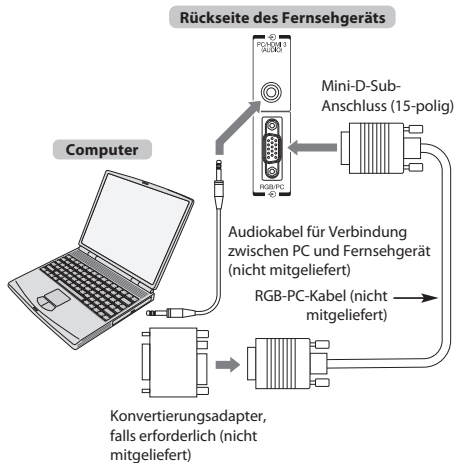 Rückseite des Fernsehgeräts
PC/HDMI 3
(AUDIO)
Mini-D-Sub-
Anschluss (15-polig)
Computer
RGB/PC
Audiokabel für Verbindung
zwischen PC und Fernsehgerät
(nicht mitgeliefert)
RGB-PC-Kabel (nicht
mitgeliefert)
Konvertierungsadapter,
falls erforderlich (nicht
mitgeliefert)